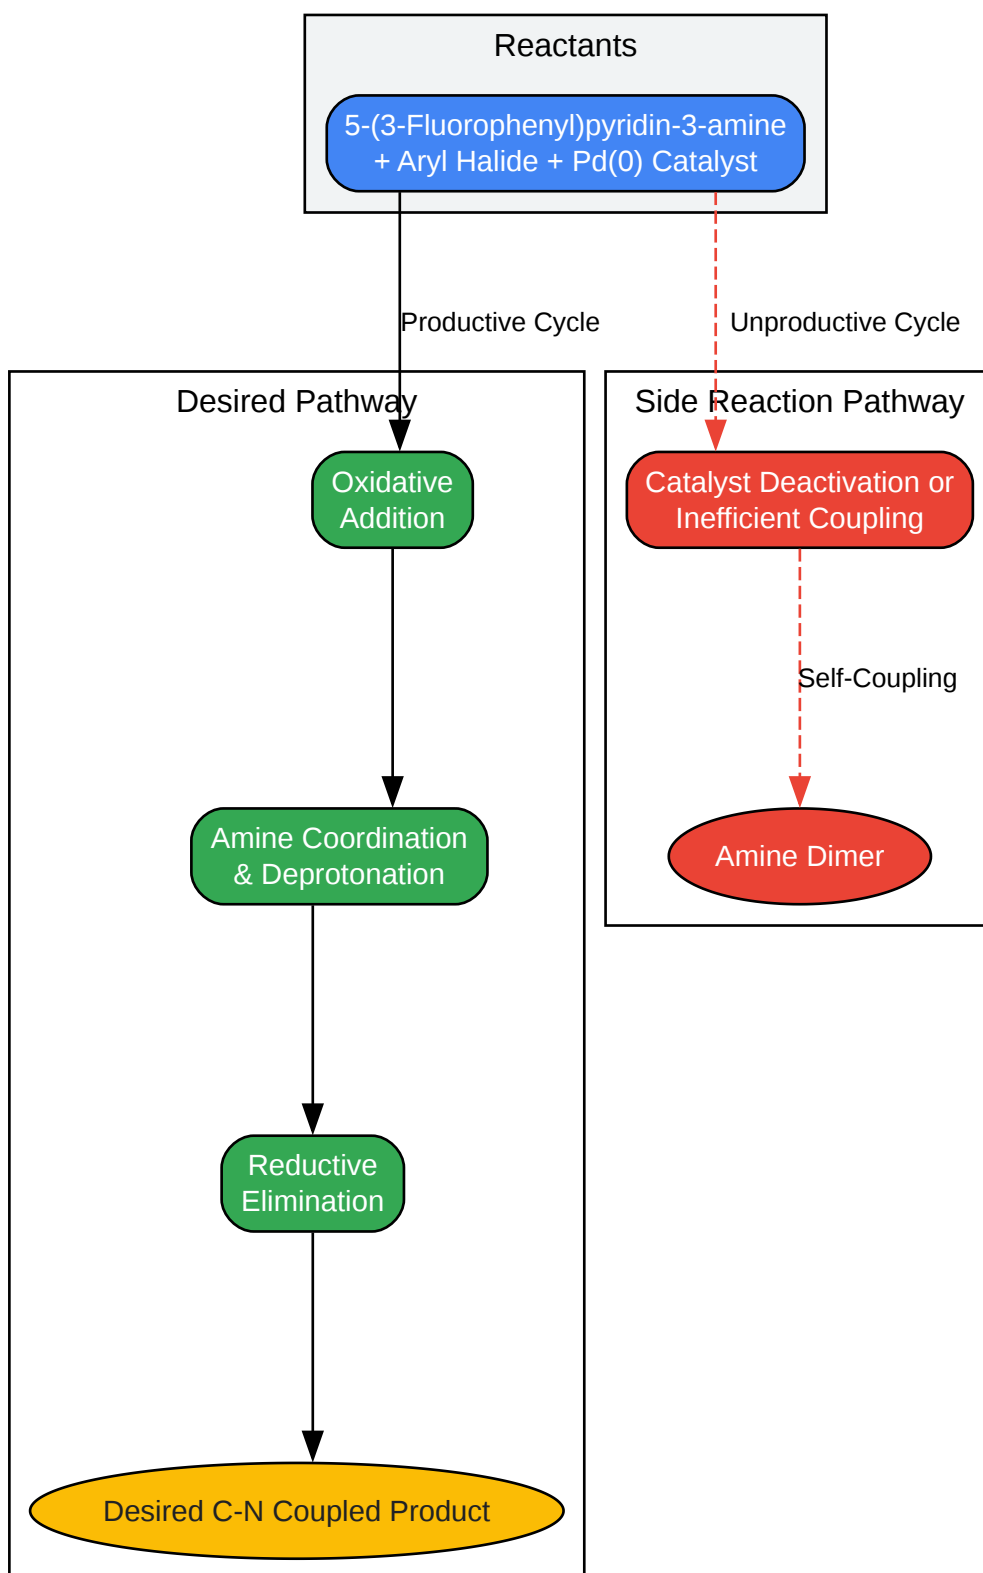 Reactants
5-(3-Fluorophenyl)pyridin-3-amine
+ Aryl Halide + Pd(0) Catalyst
Productive Cycle
Unproductive Cycle
Desired Pathway
Oxidative
Addition
Amine Coordination
& Deprotonation
Reductive
Elimination
Desired C-N Coupled Product
Side Reaction Pathway
Catalyst Deactivation or
Inefficient Coupling
Self-Coupling
Amine Dimer